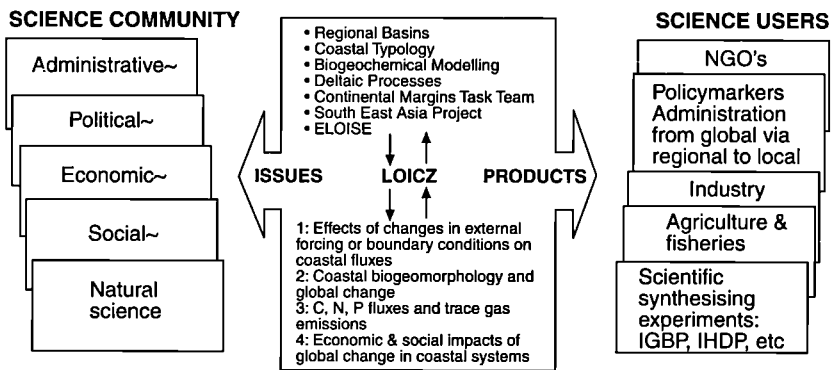 SCIENCE COMMUNITY
Administrative~
Political~
Economic~
Social~
Natural
science
• Regional Basins
• Coastal Typology
• Biogeochemical Modelling
• Deltaic Processes
• Continental Margins Task Team
• South East Asia Project
• ELOISE
ISSUES LOICZ PRODUCTS
1: Effects of changes in external
forcing or boundary conditions on
coastal fluxes
2: Coastal biogeomorphology and
global change
3: C, N, P fluxes and trace gas
emissions
4: Economic & social impacts of
global change in coastal systems
SCIENCE USERS
NGO's
Policymarkers
Administration
from global via
regional to local
Industry
Agriculture &
fisheries
Scientific
synthesising
experiments:
IGBP, IHDP, etc